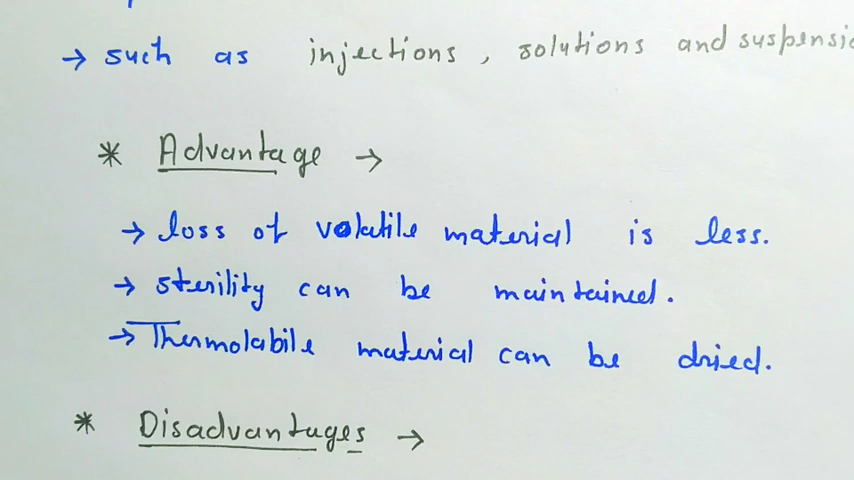 → such as injections, solutions and suspensio
* Advantage →
→ loss of volatile material is less.
→ sterility can be maintained.
→ Thermolabile material can be dried.
* Disadvantages →